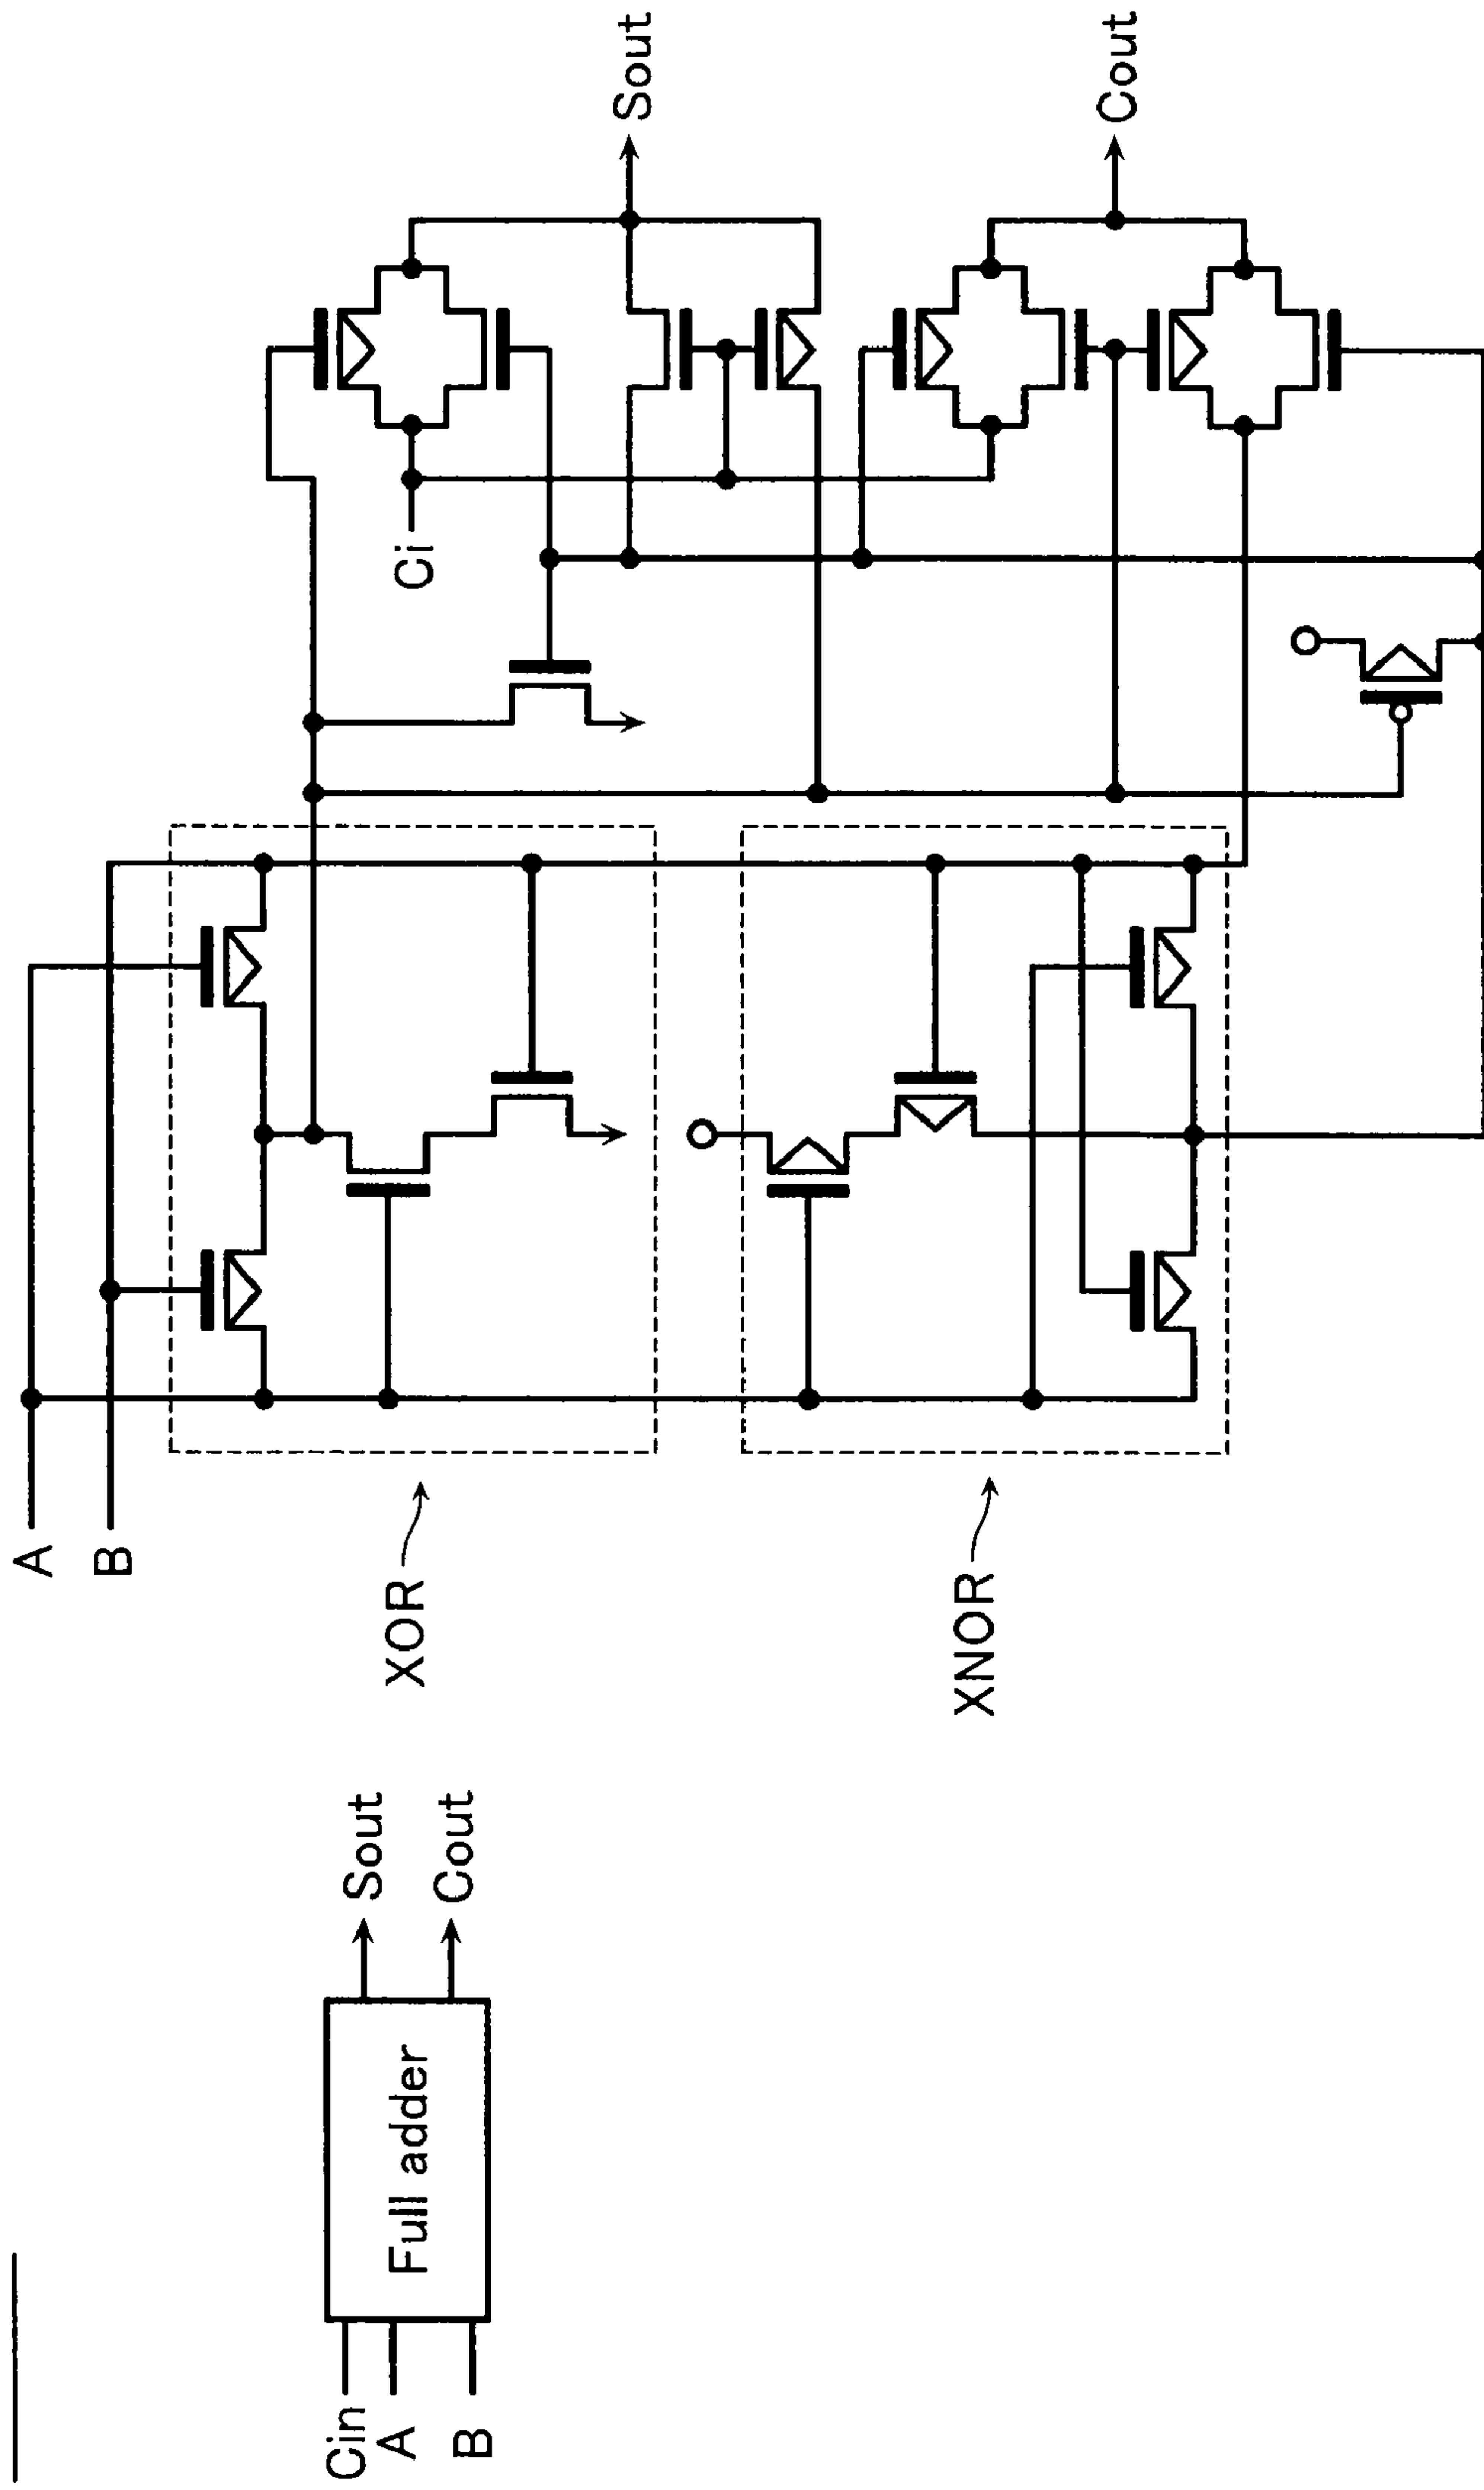 Cin
A
B
Full adder
Sout
Cout
A
B
XOR
XNOR
Ci
Sout
Cout